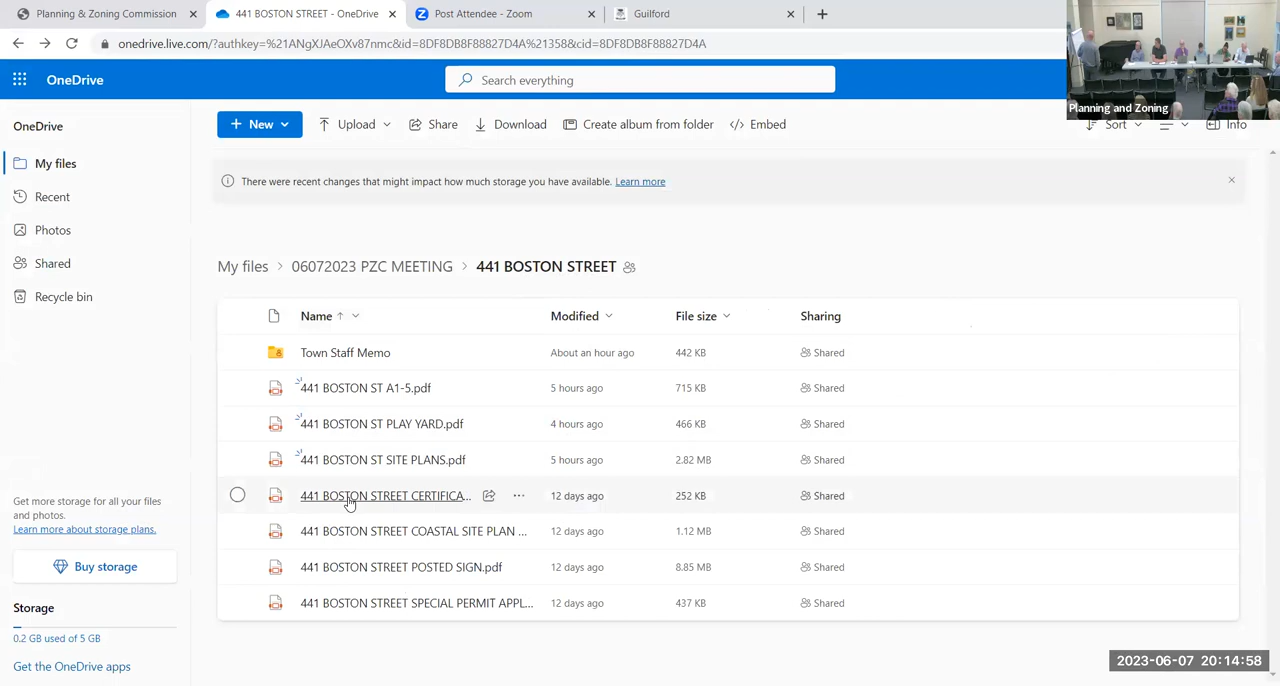 Planning & Zoning Commission
441 BOSTON STREET - OneDrive
Post Attendee - Zoom
Guilford
onedrive.live.com/?authkey=%21ANgXJAeOXv87nmc&id=8DF8DB8F88827D4A%21358&cid=8DF8DB8F88827D4A
OneDrive
Search everything
Planning and Zoning
OneDrive
New
Upload
Share
Download
Create album from folder
Embed
Sort
Info
My files
Recent
Photos
Shared
Recycle bin
There were recent changes that might impact how much storage you have available. Learn more
My files > 06072023 PZC MEETING > 441 BOSTON STREET
Name Modified File size Sharing
Town Staff Memo About an hour ago 442 KB Shared
441 BOSTON ST A1-5.pdf 5 hours ago 715 KB Shared
441 BOSTON ST PLAY YARD.pdf 4 hours ago 466 KB Shared
441 BOSTON ST SITE PLANS.pdf 5 hours ago 2.82 MB Shared
441 BOSTON STREET CERTIFICA... 12 days ago 252 KB Shared
441 BOSTON STREET COASTAL SITE PLAN ... 12 days ago 1.12 MB Shared
441 BOSTON STREET POSTED SIGN.pdf 12 days ago 8.85 MB Shared
441 BOSTON STREET SPECIAL PERMIT APPL... 12 days ago 437 KB Shared
Get more storage for all your files
and photos.
Learn more about storage plans.
Buy storage
Storage
0.2 GB used of 5 GB
Get the OneDrive apps
2023-06-07 20:14:58